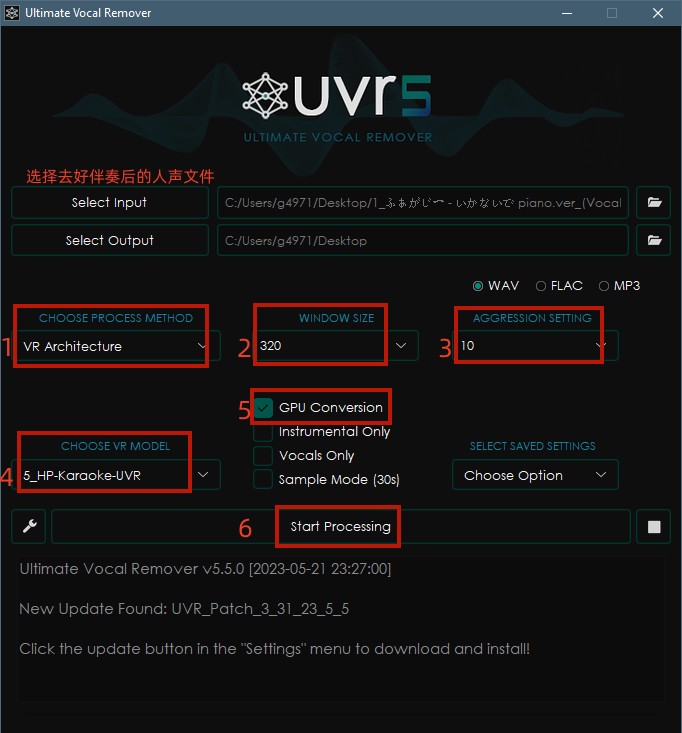 Ultimate Vocal Remover
uvr5
ULTIMATE VOCAL REMOVER
选择去好伴奏后的人声文件
Select Input
C:/Users/g4971/Desktop/1_ふぁがじー - いかないで piano.ver_(Vocal
Select Output
C:/Users/g4971/Desktop
WAV FLAC MP3
CHOOSE PROCESS METHOD WINDOW SIZE AGGRESSION SETTING
1 VR Architecture 2 320 3 10
5 GPU Conversion
Instrumental Only
CHOOSE VR MODEL Vocals Only SELECT SAVED SETTINGS
4 5_HP-Karaoke-UVR Sample Mode (30s) Choose Option
6 Start Processing
Ultimate Vocal Remover v5.5.0 [2023-05-21 23:27:00]
New Update Found: UVR_Patch_3_31_23_5_5
Click the update button in the "Settings" menu to download and install!